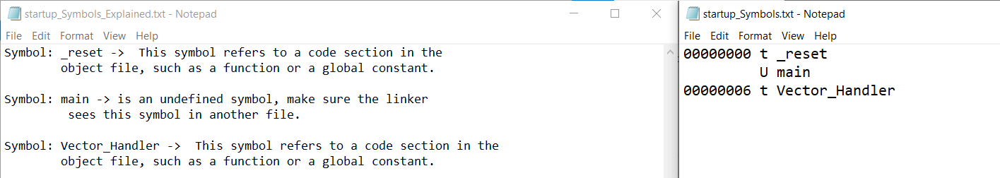 startup_Symbols_Explained.txt - Notepad
File Edit Format View Help
Symbol: _reset ->  This symbol refers to a code section in the
        object file, such as a function or a global constant.
Symbol: main -> is an undefined symbol, make sure the linker
         sees this symbol in another file.
Symbol: Vector_Handler ->  This symbol refers to a code section in the
        object file, such as a function or a global constant.
startup_Symbols.txt - Notepad
File Edit Format View Help
00000000 t _reset
         U main
00000006 t Vector_Handler